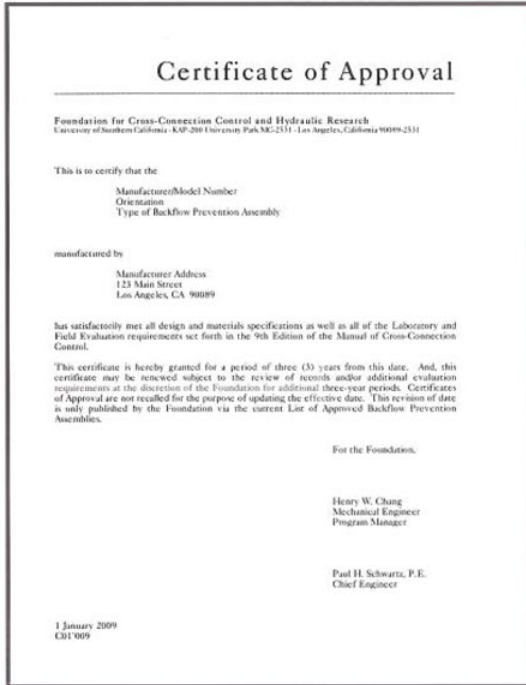 Certificate of Approval
Foundation for Cross-Connection Control and Hydraulic Research
University of Southern California - KAP-200 University Park MC-2531 - Los Angeles, California 90089-2531
This is to certify that the
Manufacturer/Model Number
Orientation
Type of Backflow Prevention Assembly
manufactured by
Manufacturer Address
123 Main Street
Los Angeles, CA 90089
has satisfactorily met all design and materials specifications as well as all of the Laboratory and
Field Evaluation requirements set forth in the 9th Edition of the Manual of Cross-Connection
Control.
This certificate is hereby granted for a period of three (3) years from this date. And, this
certificate may be renewed subject to the review of records and/or additional evaluation
requirements at the discretion of the Foundation for additional three-year periods. Certificates
of Approval are not recalled for the purpose of updating the effective date. This revision of date
is only published by the Foundation via the current List of Approved Backflow Prevention
Assemblies.
For the Foundation,
Henry W. Chang
Mechanical Engineer
Program Manager
Paul H. Schwartz, P.E.
Chief Engineer
1 January 2009
C01'009